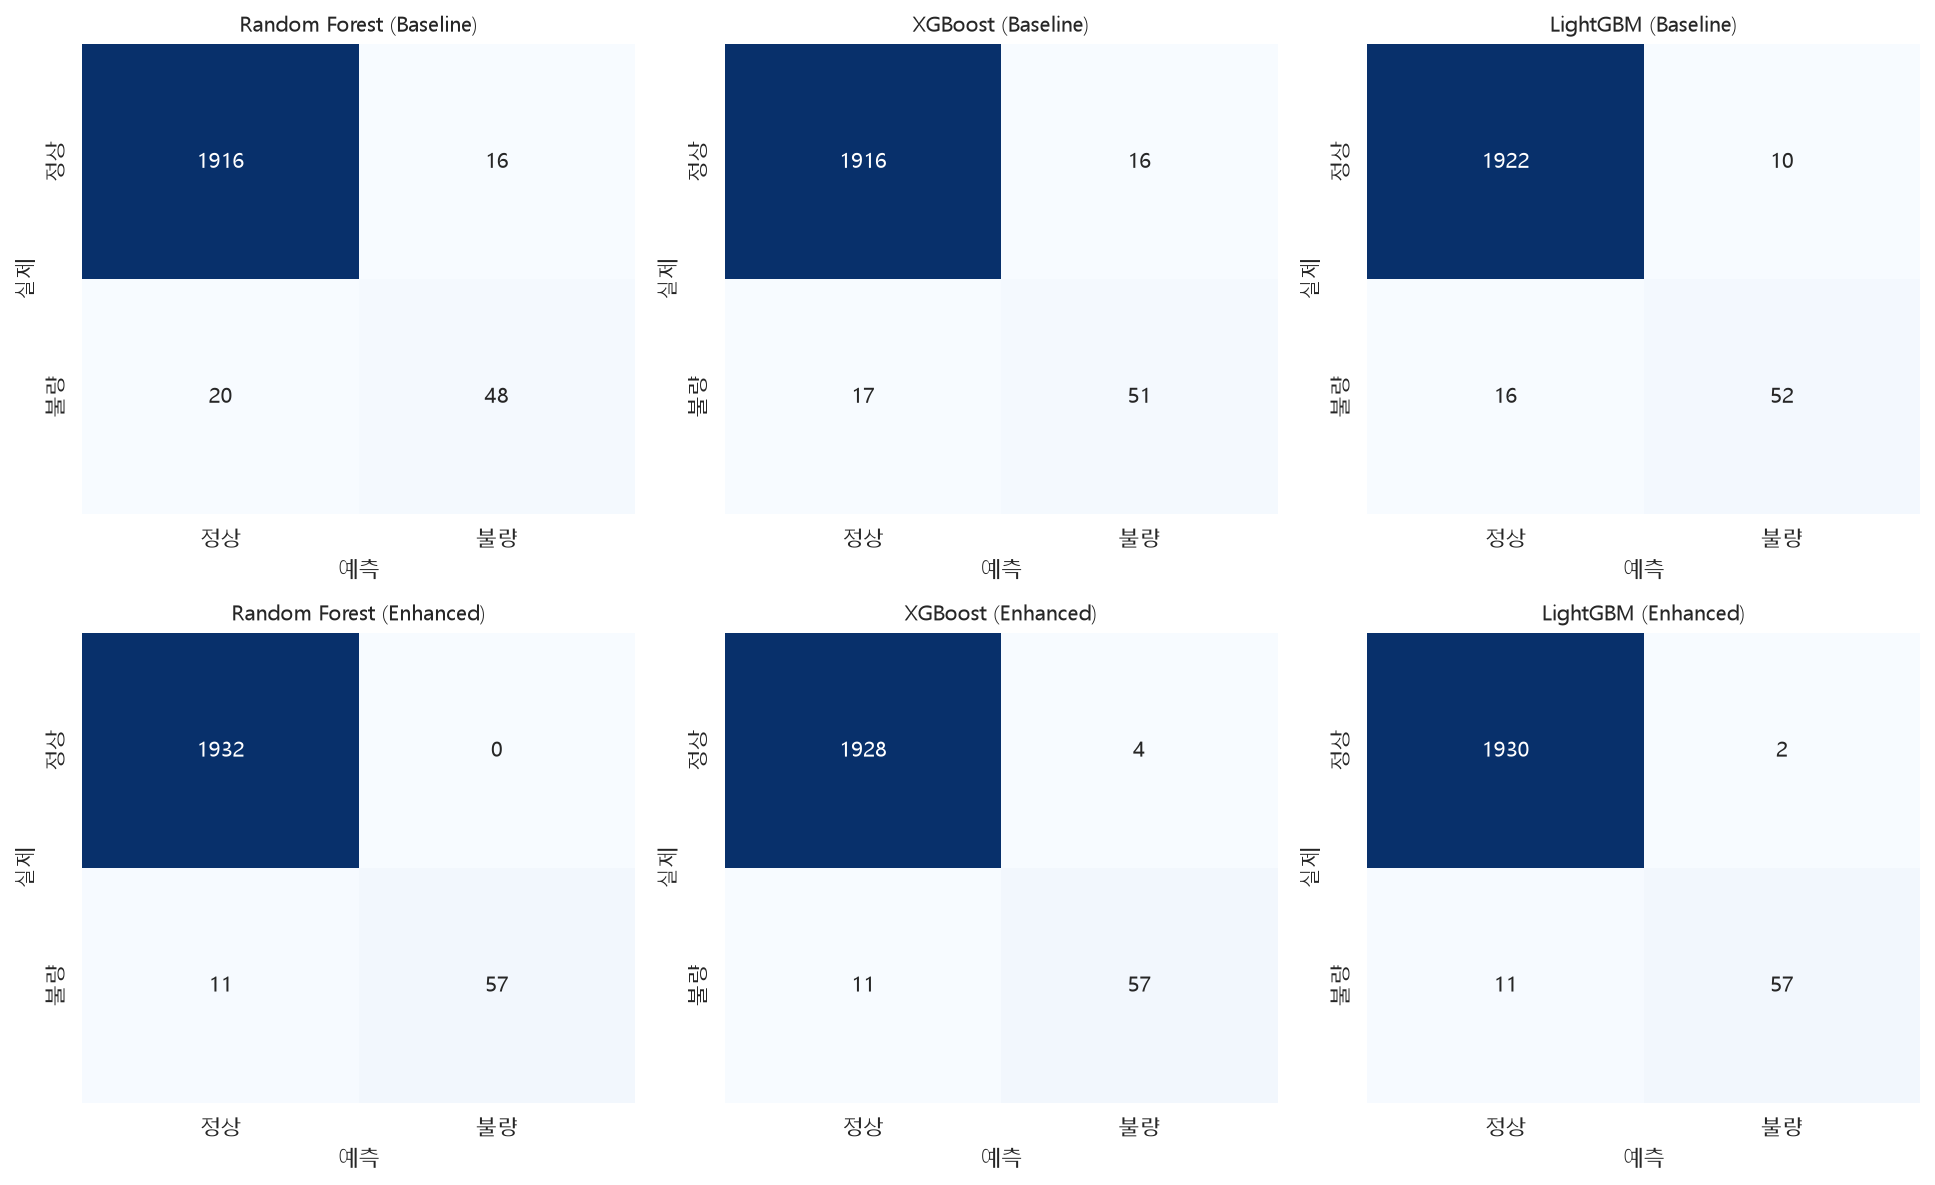 Random Forest (Baseline)
정상
1916
16
실제
불량
20
48
정상
불량
예측
XGBoost (Baseline)
정상
1916
16
실제
불량
17
51
정상
불량
예측
LightGBM (Baseline)
정상
1922
10
실제
불량
16
52
정상
불량
예측
Random Forest (Enhanced)
정상
1932
0
실제
불량
11
57
정상
불량
예측
XGBoost (Enhanced)
정상
1928
4
실제
불량
11
57
정상
불량
예측
LightGBM (Enhanced)
정상
1930
2
실제
불량
11
57
정상
불량
예측